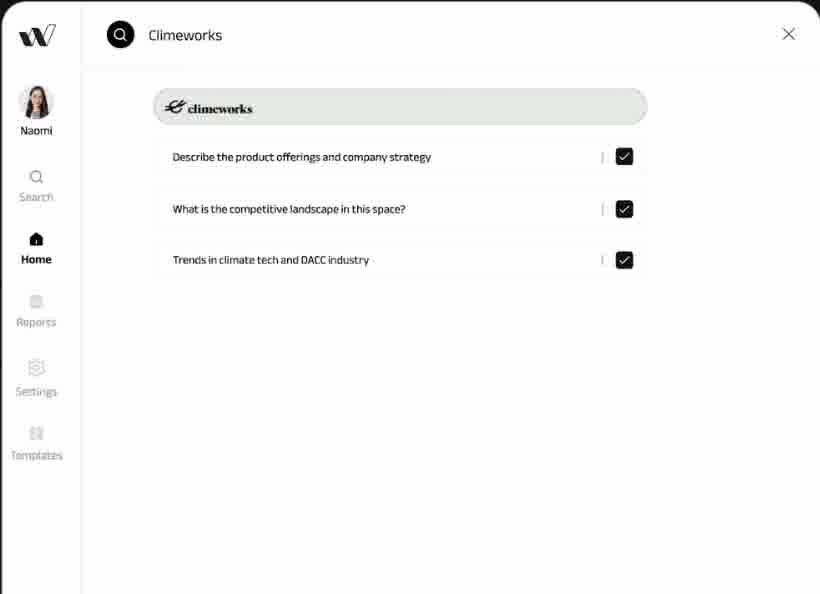 Climeworks
Naomi
Search
Home
Reports
Settings
Templates
climeworks
Describe the product offerings and company strategy
What is the competitive landscape in this space?
Trends in climate tech and DACC industry